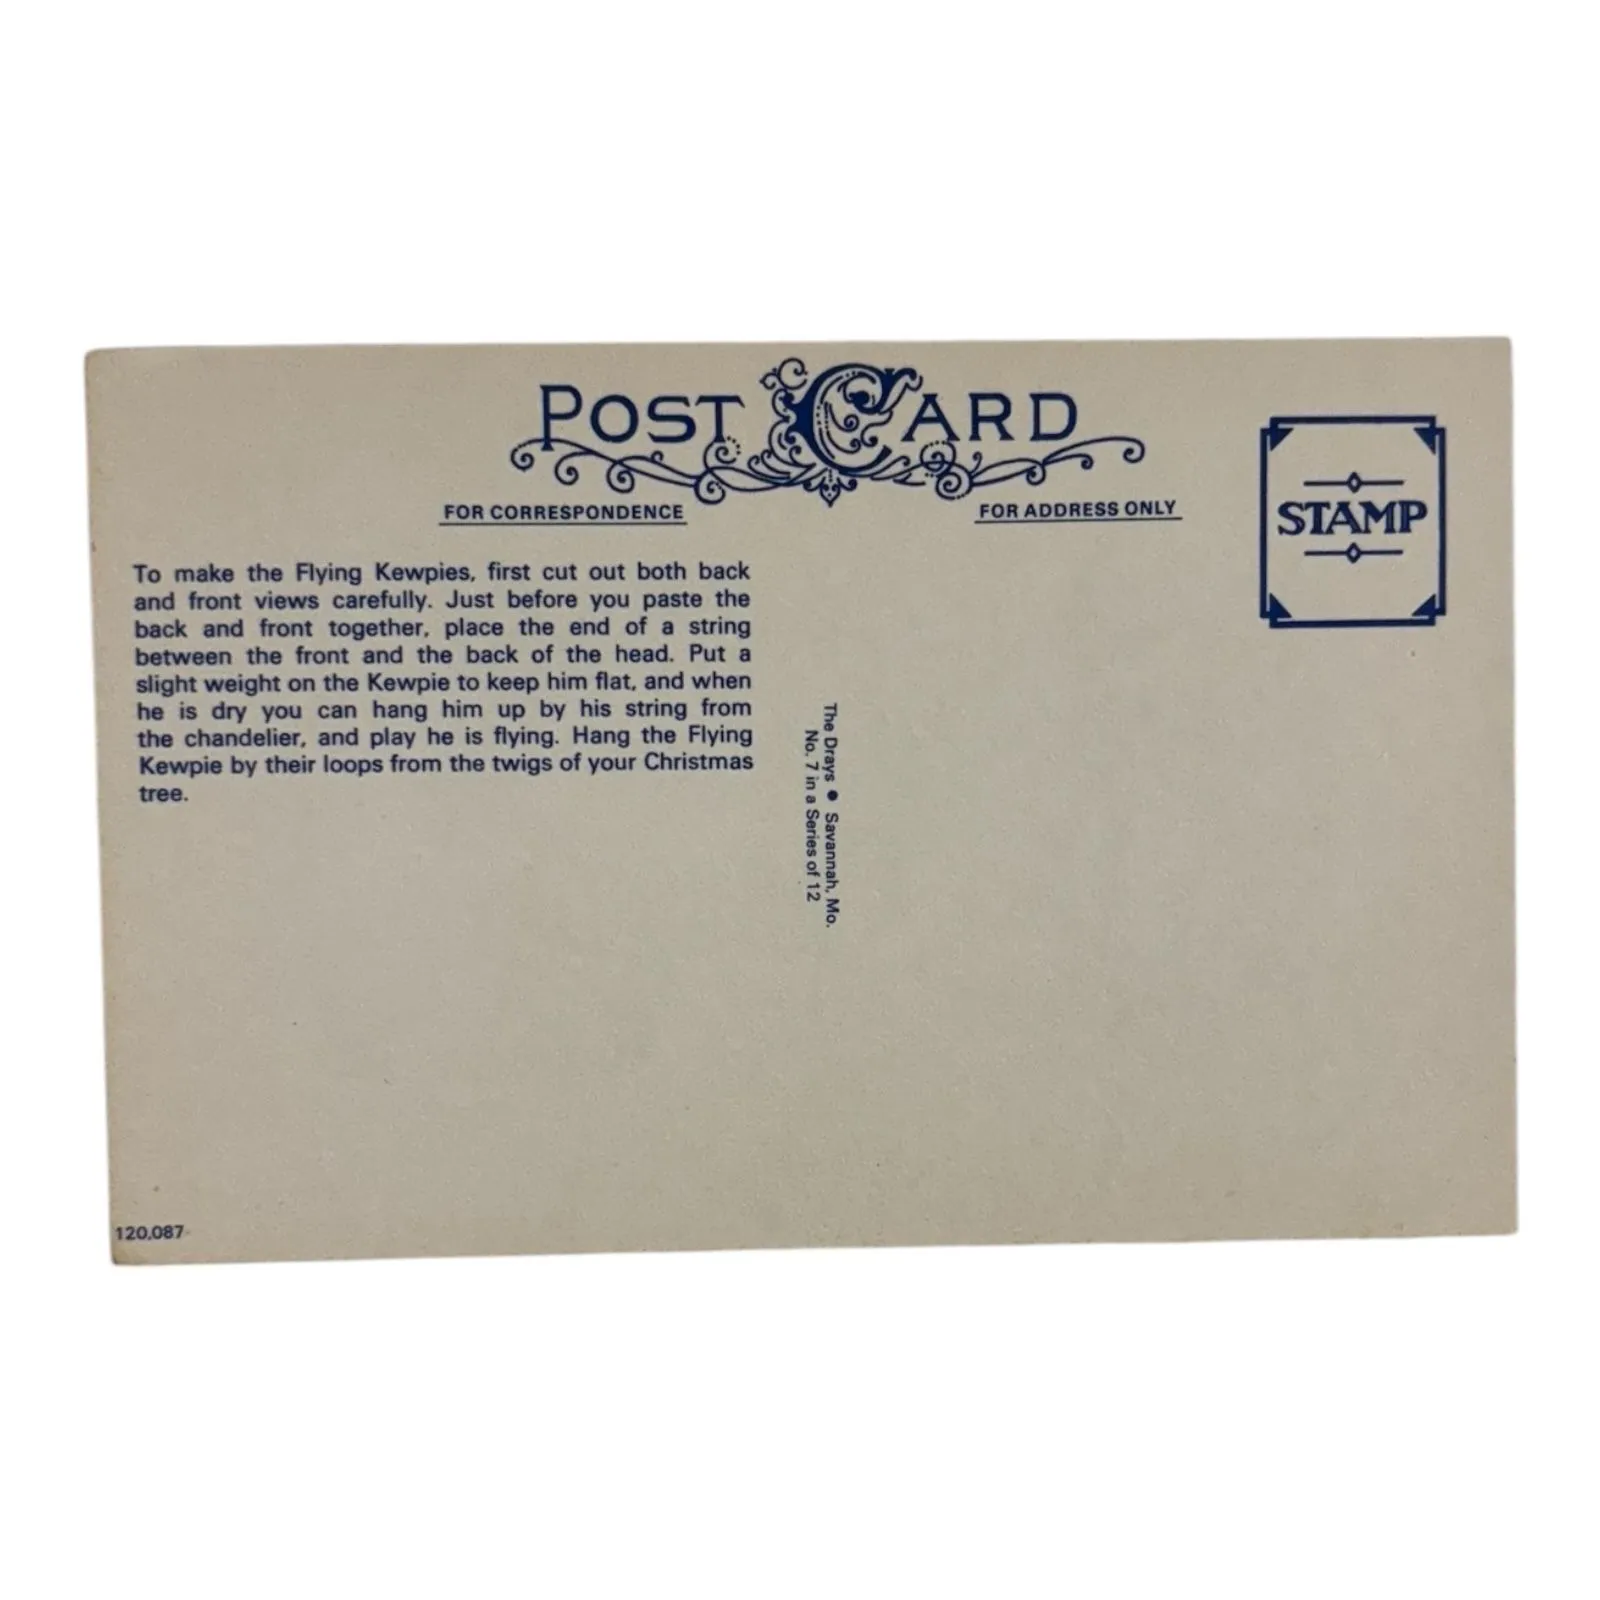 POST CARD
FOR CORRESPONDENCE
FOR ADDRESS ONLY
STAMP
To make the Flying Kewpies, first cut out both back
and front views carefully. Just before you paste the
back and front together, place the end of a string
between the front and the back of the head. Put a
slight weight on the Kewpie to keep him flat, and when
he is dry you can hang him up by his string from
the chandelier, and play he is flying. Hang the Flying
Kewpie by their loops from the twigs of your Christmas
tree.
The Drays ● Savannah, Mo.
No. 7 in a Series of 12
120,087